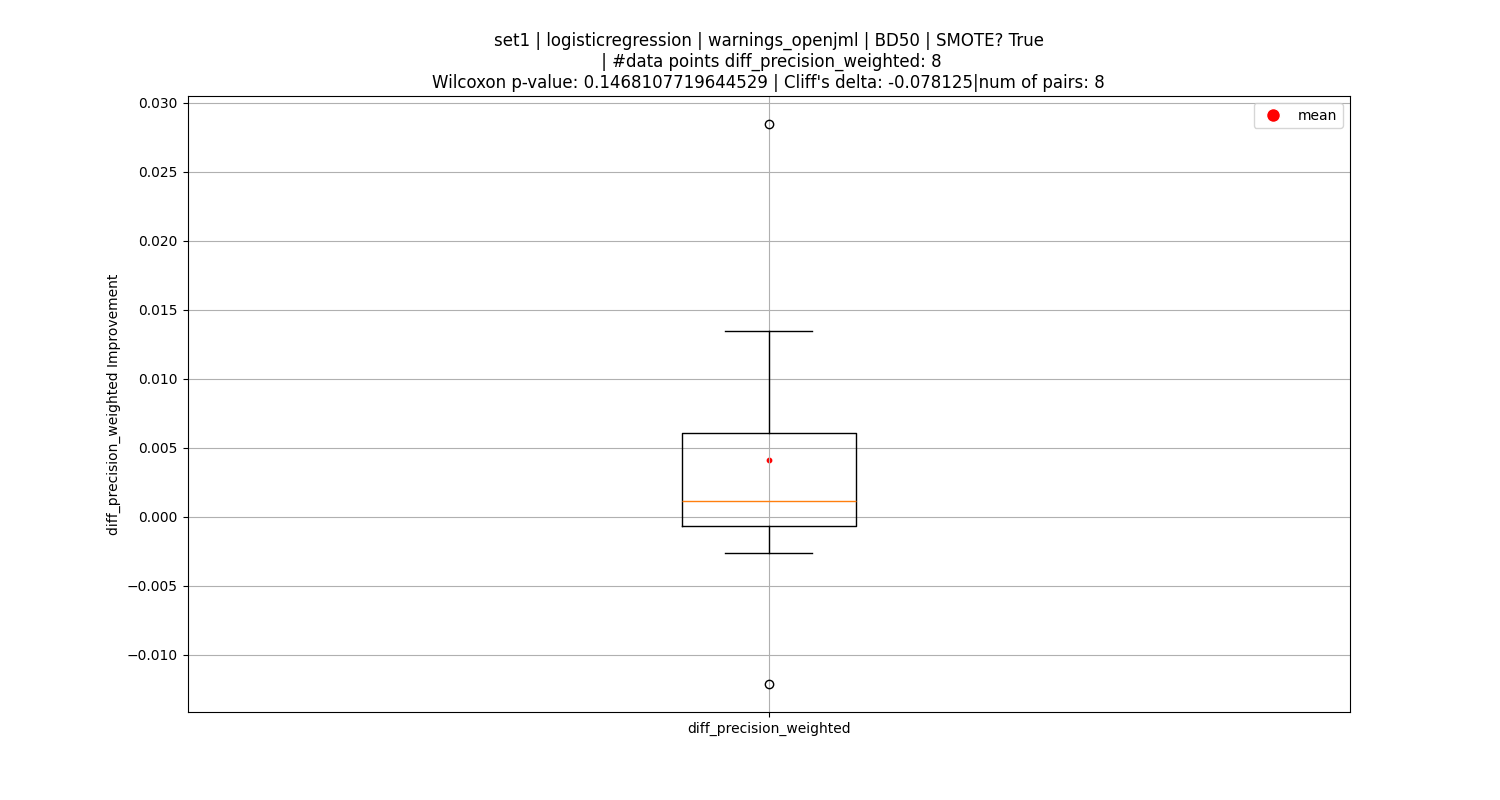 set1 | logisticregression | warnings_openjml | BD50 | SMOTE? True
| #data points diff_precision_weighted: 8
Wilcoxon p-value: 0.1468107719644529 | Cliff's delta: -0.078125|num of pairs: 8
mean
0.030
0.025
0.020
0.015
0.010
0.005
0.000
−0.005
−0.010
diff_precision_weighted Improvement
diff_precision_weighted